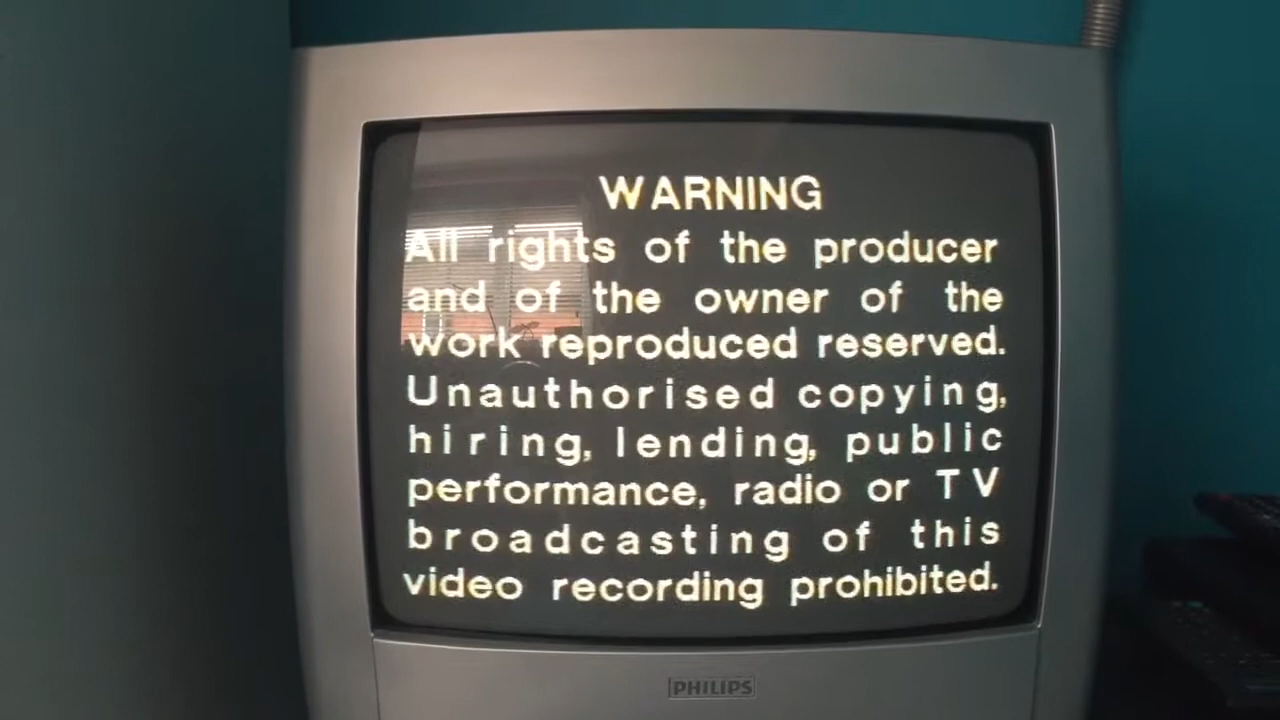 WARNING
All rights of the producer
and of the owner of the
work reproduced reserved.
Unauthorised copying,
hiring, lending, public
performance, radio or TV
broadcasting of this
video recording prohibited.
PHILIPS